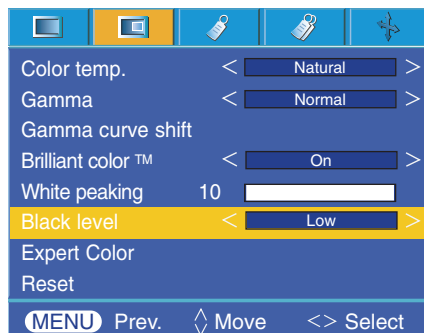 Color temp. < Natural >
Gamma < Normal >
Gamma curve shift
Brilliant color ™ < On >
White peaking 10
Black level < Low >
Expert Color
Reset
MENU Prev. Move <> Select